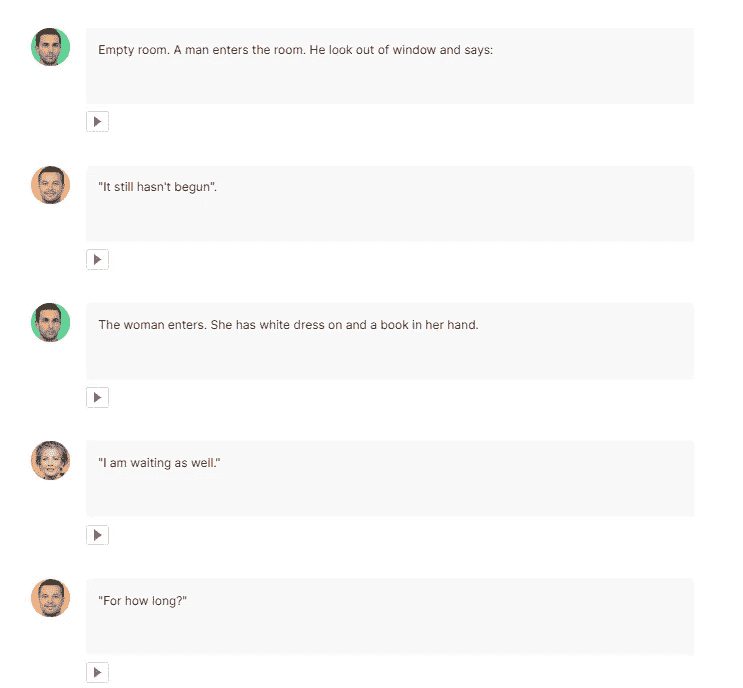 Empty room. A man enters the room. He look out of window and says:
"It still hasn't begun".
The woman enters. She has white dress on and a book in her hand.
"I am waiting as well."
"For how long?"